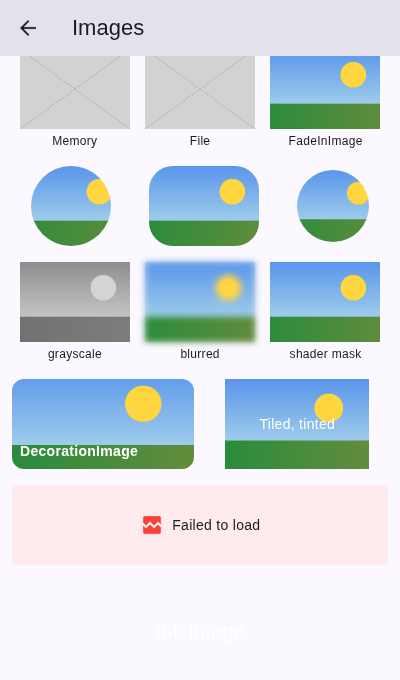 Images
Memory
File
FadeInImage
grayscale
blurred
shader mask
DecorationImage
Tiled, tinted
Failed to load
Ink.image